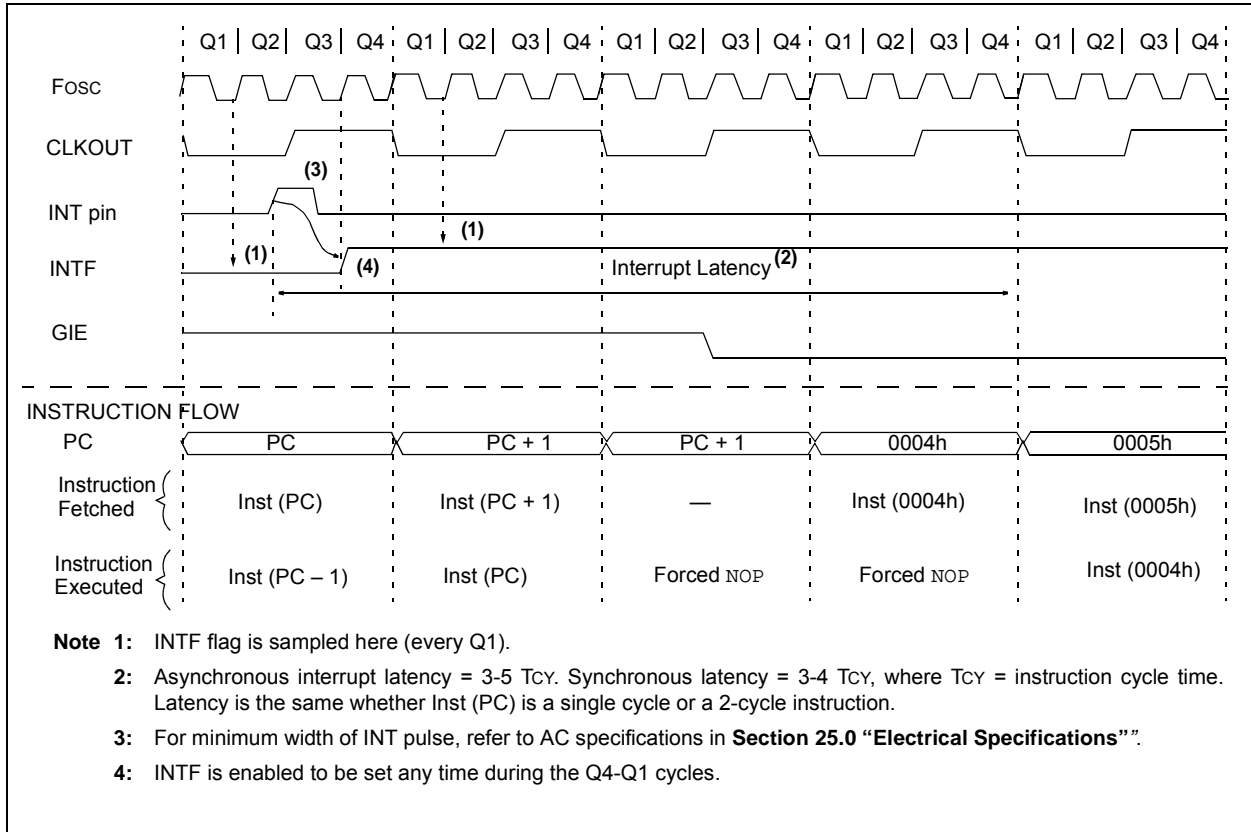 Q1 Q2 Q3 Q4 Q1 Q2 Q3 Q4 Q1 Q2 Q3 Q4 Q1 Q2 Q3 Q4 Q1 Q2 Q3 Q4
FOSC
CLKOUT
(3)
INT pin
(1)
(1)
INTF
(4)
Interrupt Latency(2)
GIE
INSTRUCTION FLOW
PC PC PC + 1 PC + 1 0004h 0005h
Instruction
Fetched
Inst (PC) Inst (PC + 1) — Inst (0004h) Inst (0005h)
Instruction
Executed
Inst (PC – 1) Inst (PC) Forced NOP Forced NOP Inst (0004h)
Note 1: INTF flag is sampled here (every Q1).
2: Asynchronous interrupt latency = 3-5 TCY. Synchronous latency = 3-4 TCY, where TCY = instruction cycle time.
Latency is the same whether Inst (PC) is a single cycle or a 2-cycle instruction.
3: For minimum width of INT pulse, refer to AC specifications in Section 25.0 “Electrical Specifications””.
4: INTF is enabled to be set any time during the Q4-Q1 cycles.